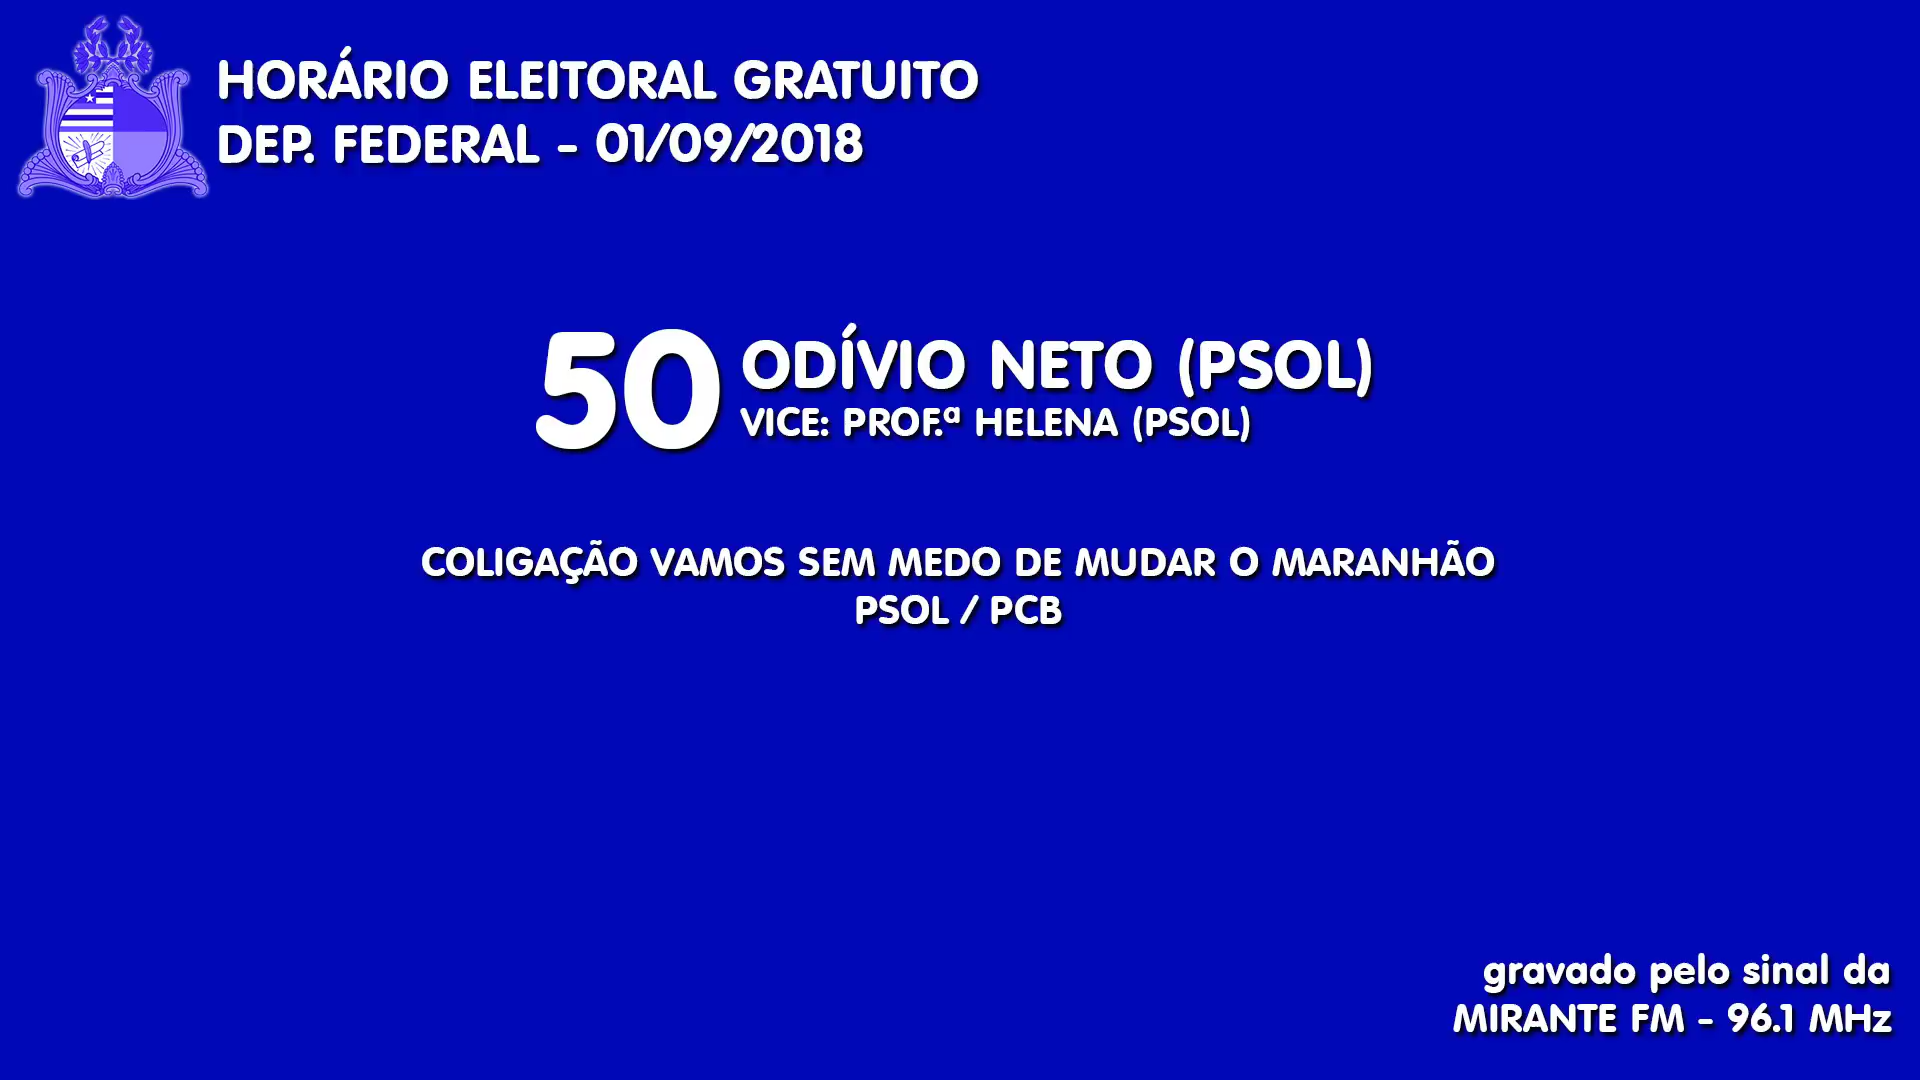 HORÁRIO ELEITORAL GRATUITO
DEP. FEDERAL - 01/09/2018
50
ODÍVIO NETO (PSOL)
VICE: PROF.ª HELENA (PSOL)
COLIGAÇÃO VAMOS SEM MEDO DE MUDAR O MARANHÃO
PSOL / PCB
gravado pelo sinal da
MIRANTE FM - 96.1 MHz